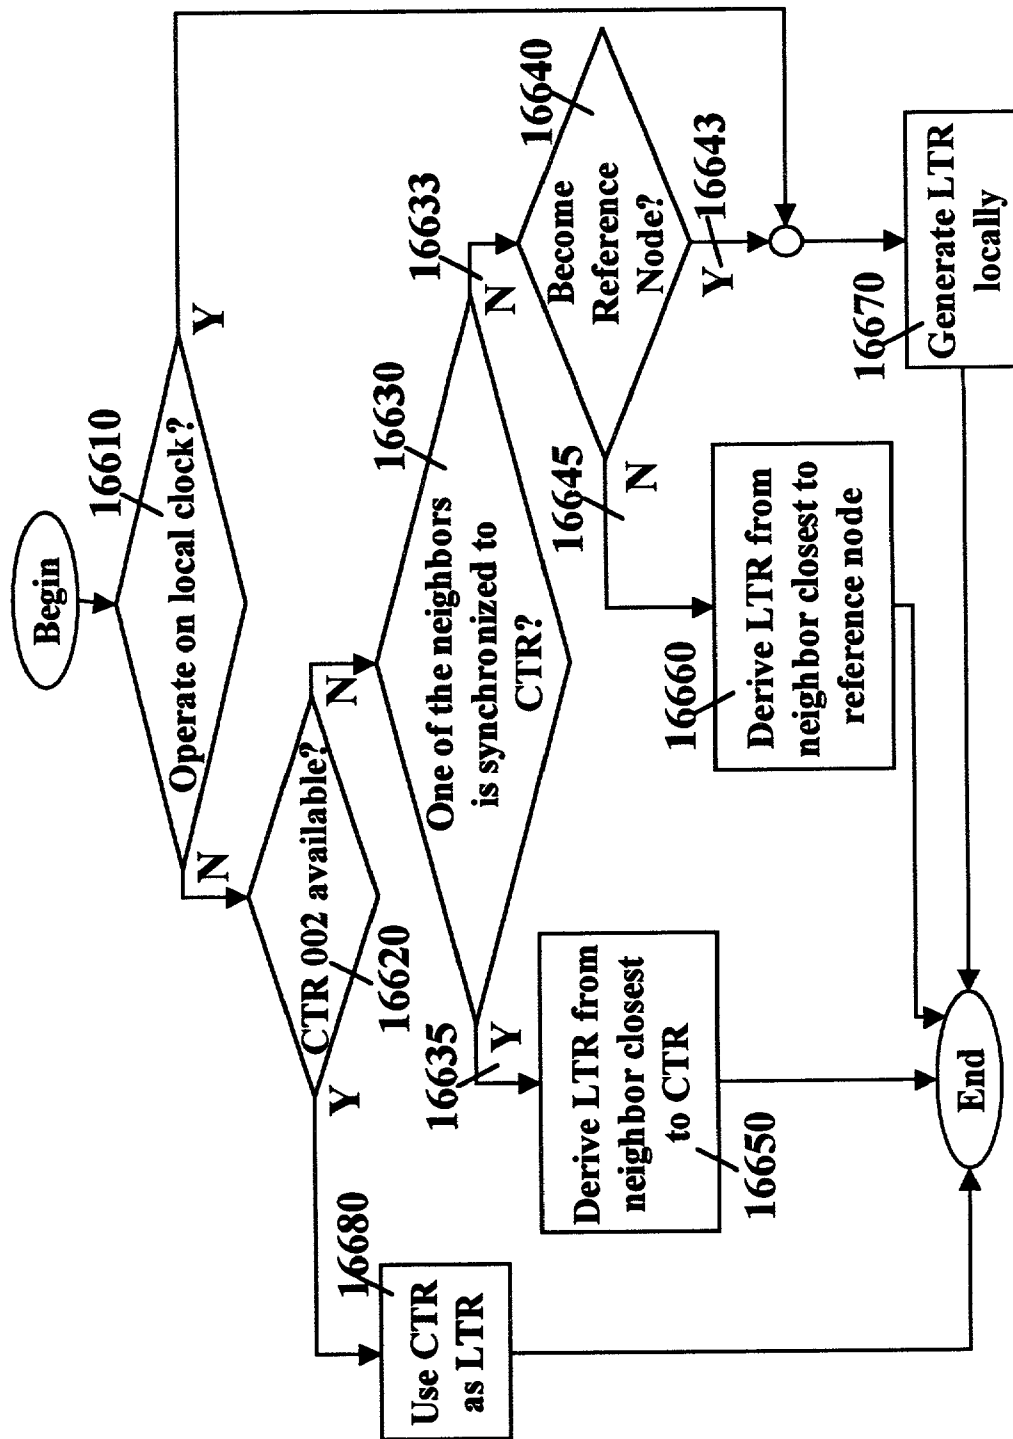 Begin
16610
Operate on local clock?
Y
N
CTR 002 available?
16620
Y
N
16630
One of the neighbors
is synchronized to
CTR?
16633
N
16635
Y
16640
Become
Reference
Node?
16643
Y
16645
N
16680
Use CTR
as LTR
Derive LTR from
neighbor closest
to CTR
16650
16660
Derive LTR from
neighbor closest to
reference node
16670
Generate LTR
locally
End